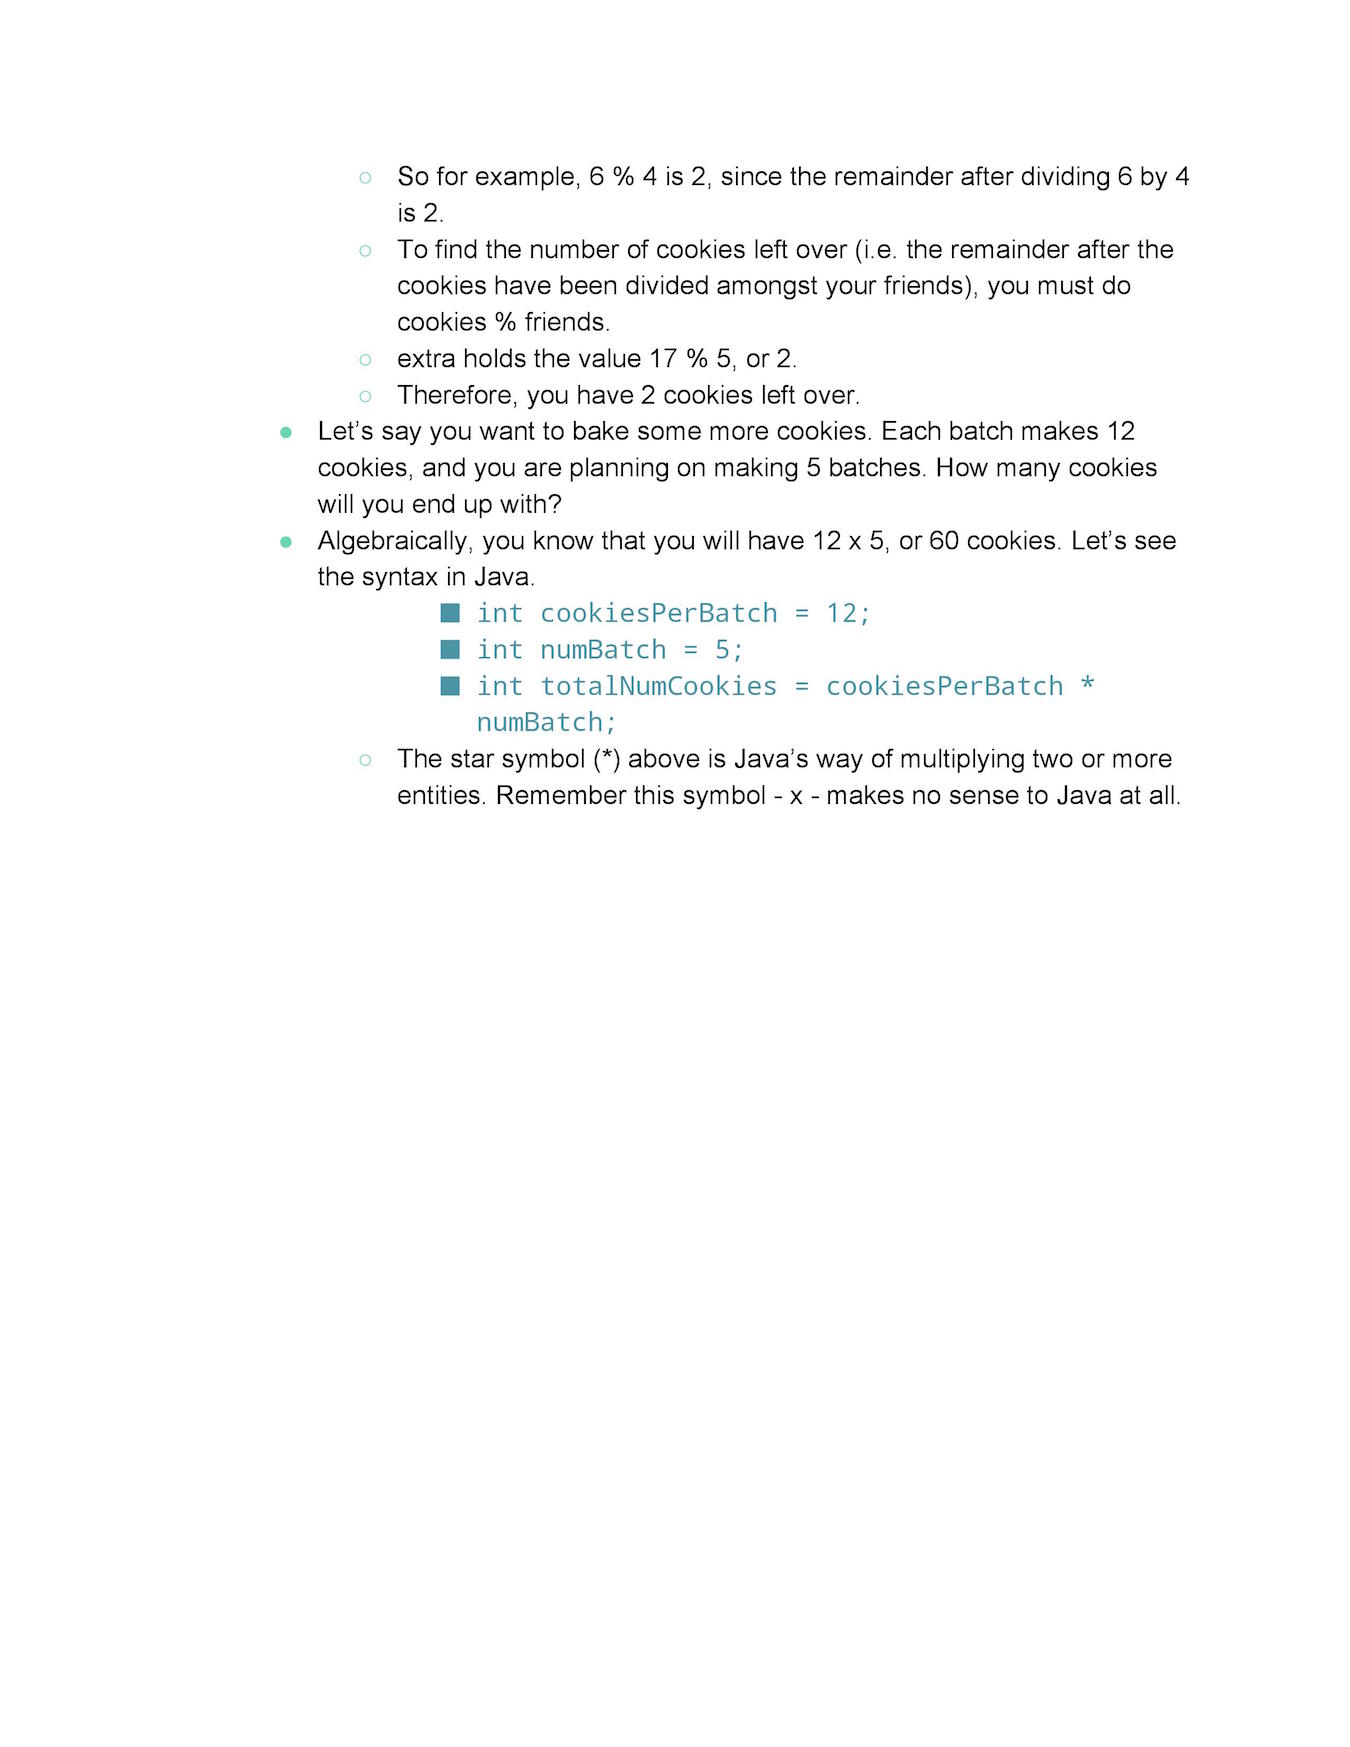 ○ So for example, 6 % 4 is 2, since the remainder after dividing 6 by 4
is 2.
○ To find the number of cookies left over (i.e. the remainder after the
cookies have been divided amongst your friends), you must do
cookies % friends.
○ extra holds the value 17 % 5, or 2.
○ Therefore, you have 2 cookies left over.
● Let’s say you want to bake some more cookies. Each batch makes 12
cookies, and you are planning on making 5 batches. How many cookies
will you end up with?
● Algebraically, you know that you will have 12 x 5, or 60 cookies. Let’s see
the syntax in Java.
■ int cookiesPerBatch = 12;
■ int numBatch = 5;
■ int totalNumCookies = cookiesPerBatch *
numBatch;
○ The star symbol (*) above is Java’s way of multiplying two or more
entities. Remember this symbol - x - makes no sense to Java at all.